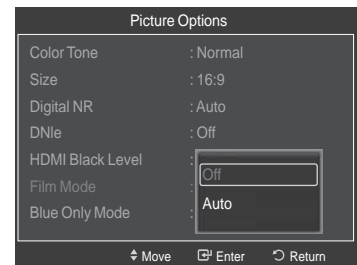 Picture Options
Color Tone : Normal
Size : 16:9
Digital NR : Auto
DNIe : Off
HDMI Black Level :
Film Mode :
Blue Only Mode :
Off
Auto
Move Enter Return